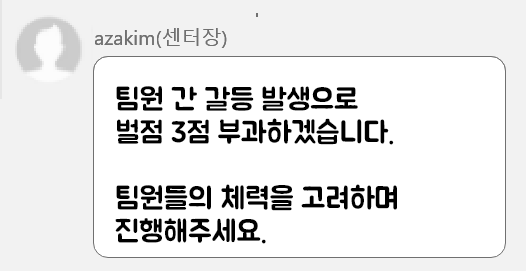 azakim(센터장)
팀원 간 갈등 발생으로
벌점 3점 부과하겠습니다.
팀원들의 체력을 고려하며
진행해주세요.